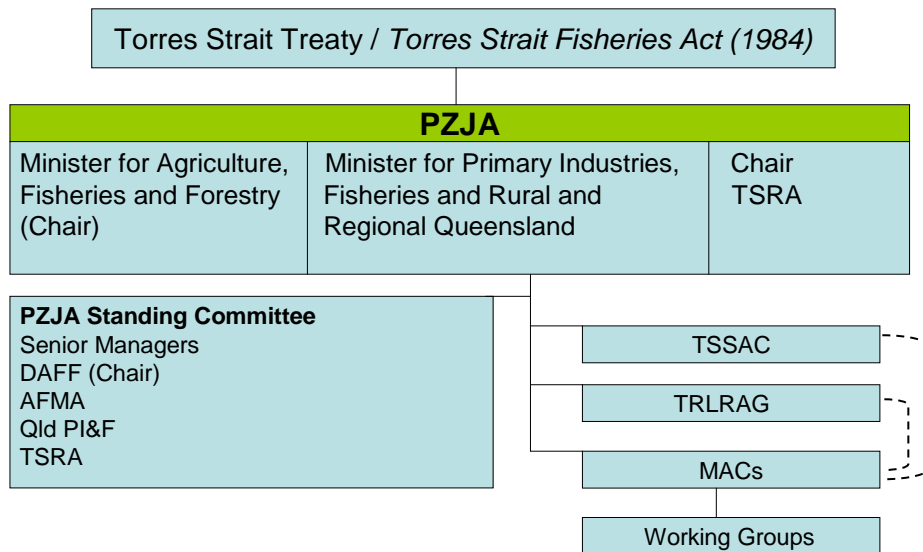 Torres Strait Treaty / Torres Strait Fisheries Act (1984)
PZJA
Minister for Agriculture,
Fisheries and Forestry
(Chair)
Minister for Primary Industries,
Fisheries and Rural and
Regional Queensland
Chair
TSRA
PZJA Standing Committee
Senior Managers
DAFF (Chair)
AFMA
Qld PI&F
TSRA
TSSAC
TRLRAG
MACs
Working Groups